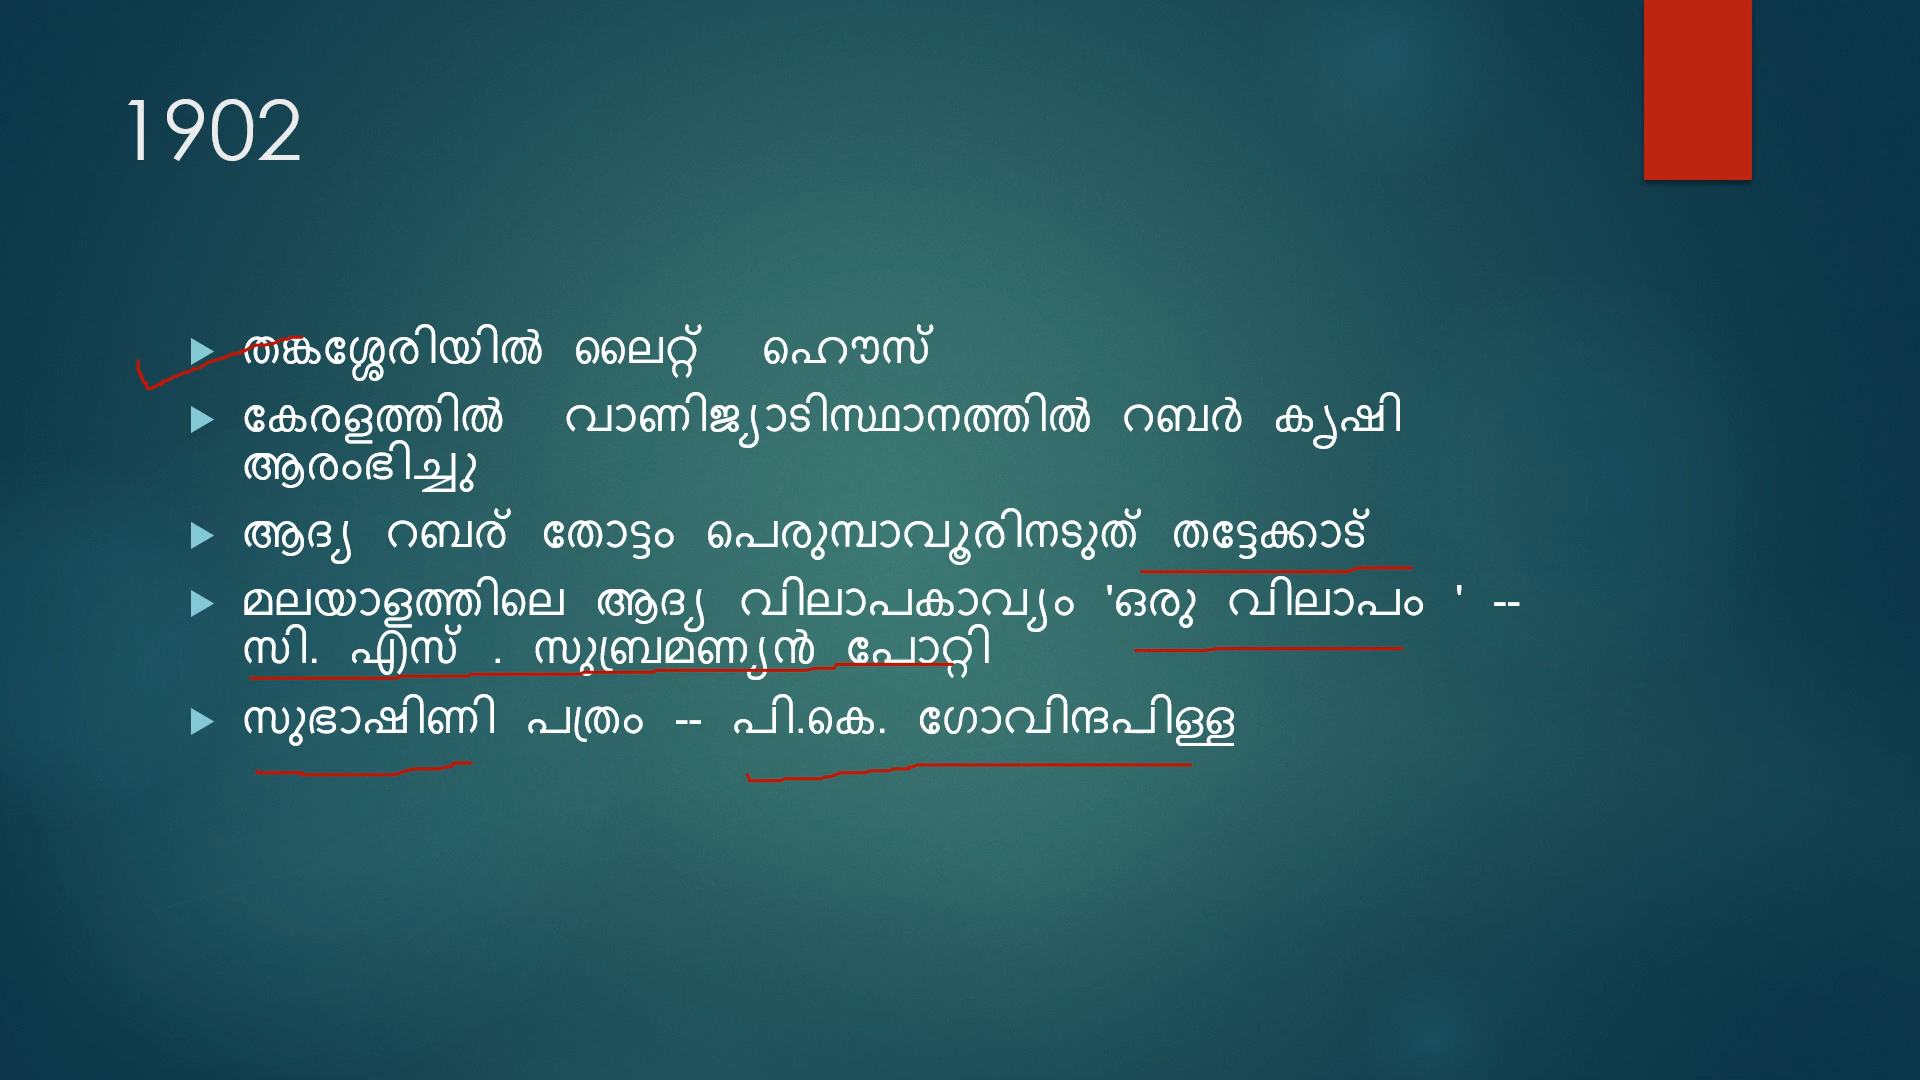 1902
തങ്കശ്ശേരിയിൽ ലൈറ്റ് ഹൌസ്
കേരളത്തിൽ വാണിജ്യാടിസ്ഥാനത്തിൽ റബർ കൃഷി
ആരംഭിച്ചു
ആദ്യ റബര് തോട്ടം പെരുമ്പാവൂരിനടുത് തട്ടേക്കാട്
മലയാളത്തിലെ ആദ്യ വിലാപകാവ്യം 'ഒരു വിലാപം ' --
സി. എസ് . സുബ്രമണ്യൻ പോറ്റി
സുഭാഷിണി പത്രം -- പി.കെ. ഗോവിന്ദപിള്ള